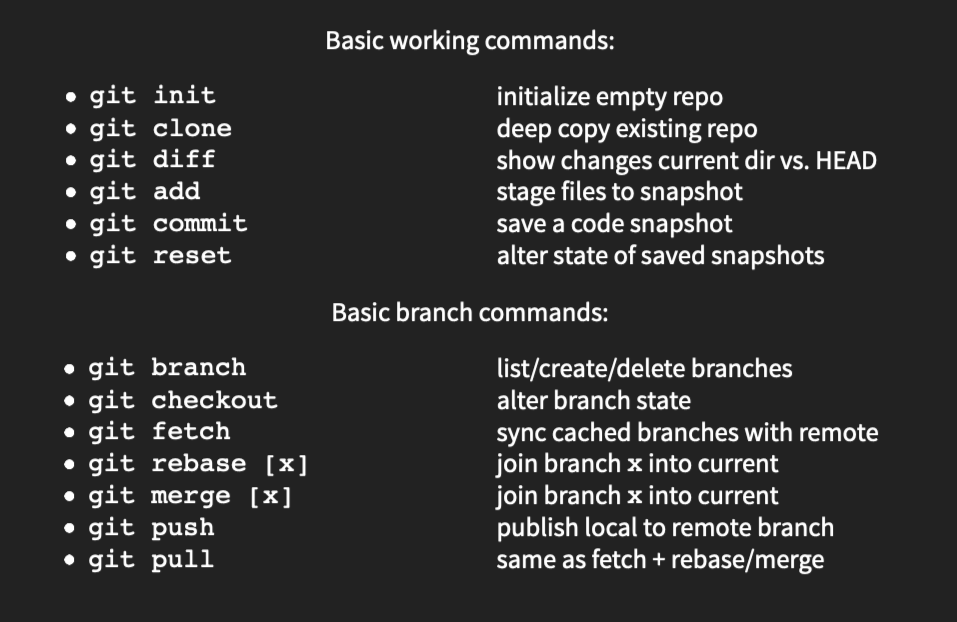 Basic working commands:
• git init initialize empty repo
• git clone deep copy existing repo
• git diff show changes current dir vs. HEAD
• git add stage files to snapshot
• git commit save a code snapshot
• git reset alter state of saved snapshots
Basic branch commands:
• git branch list/create/delete branches
• git checkout alter branch state
• git fetch sync cached branches with remote
• git rebase [x] join branch x into current
• git merge [x] join branch x into current
• git push publish local to remote branch
• git pull same as fetch + rebase/merge